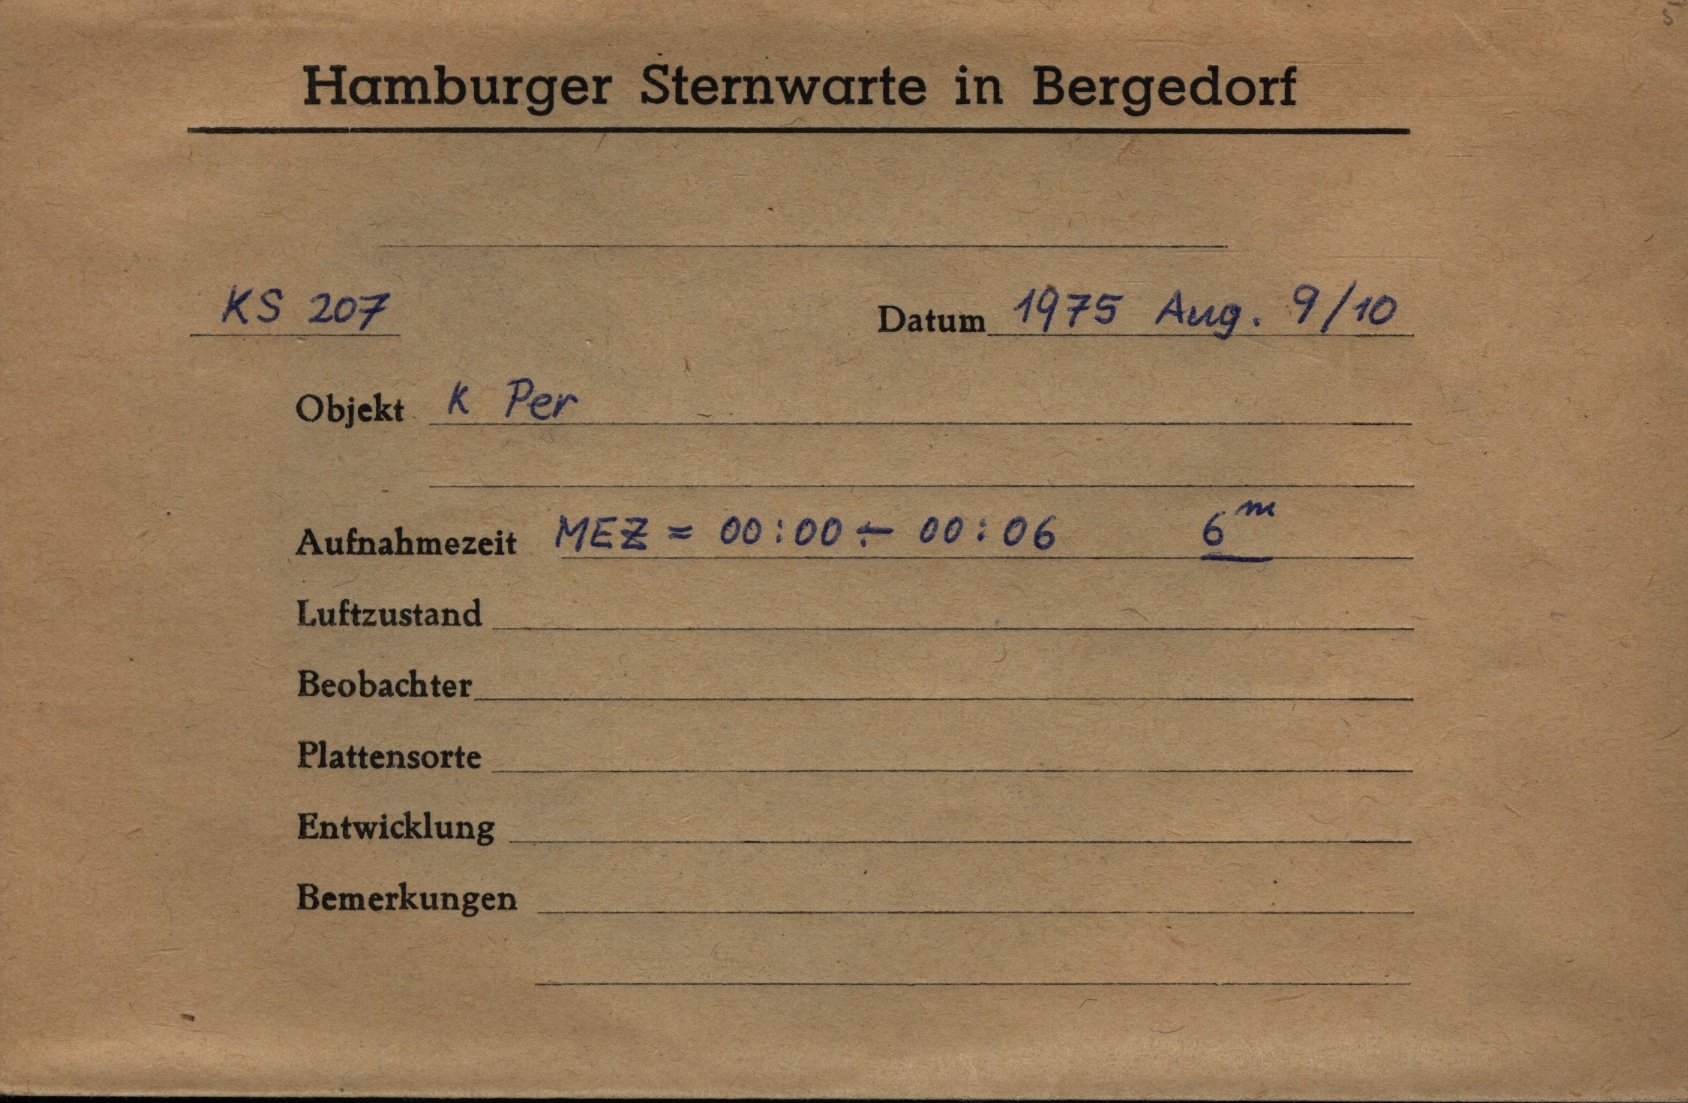 Hamburger Sternwarte in Bergedorf
KS 207 Datum 1975 Aug. 9/10
Objekt κ Per
Aufnahmezeit MEZ = 00:00 ÷ 00:06 6ᵐ
Luftzustand
Beobachter
Plattensorte
Entwicklung
Bemerkungen